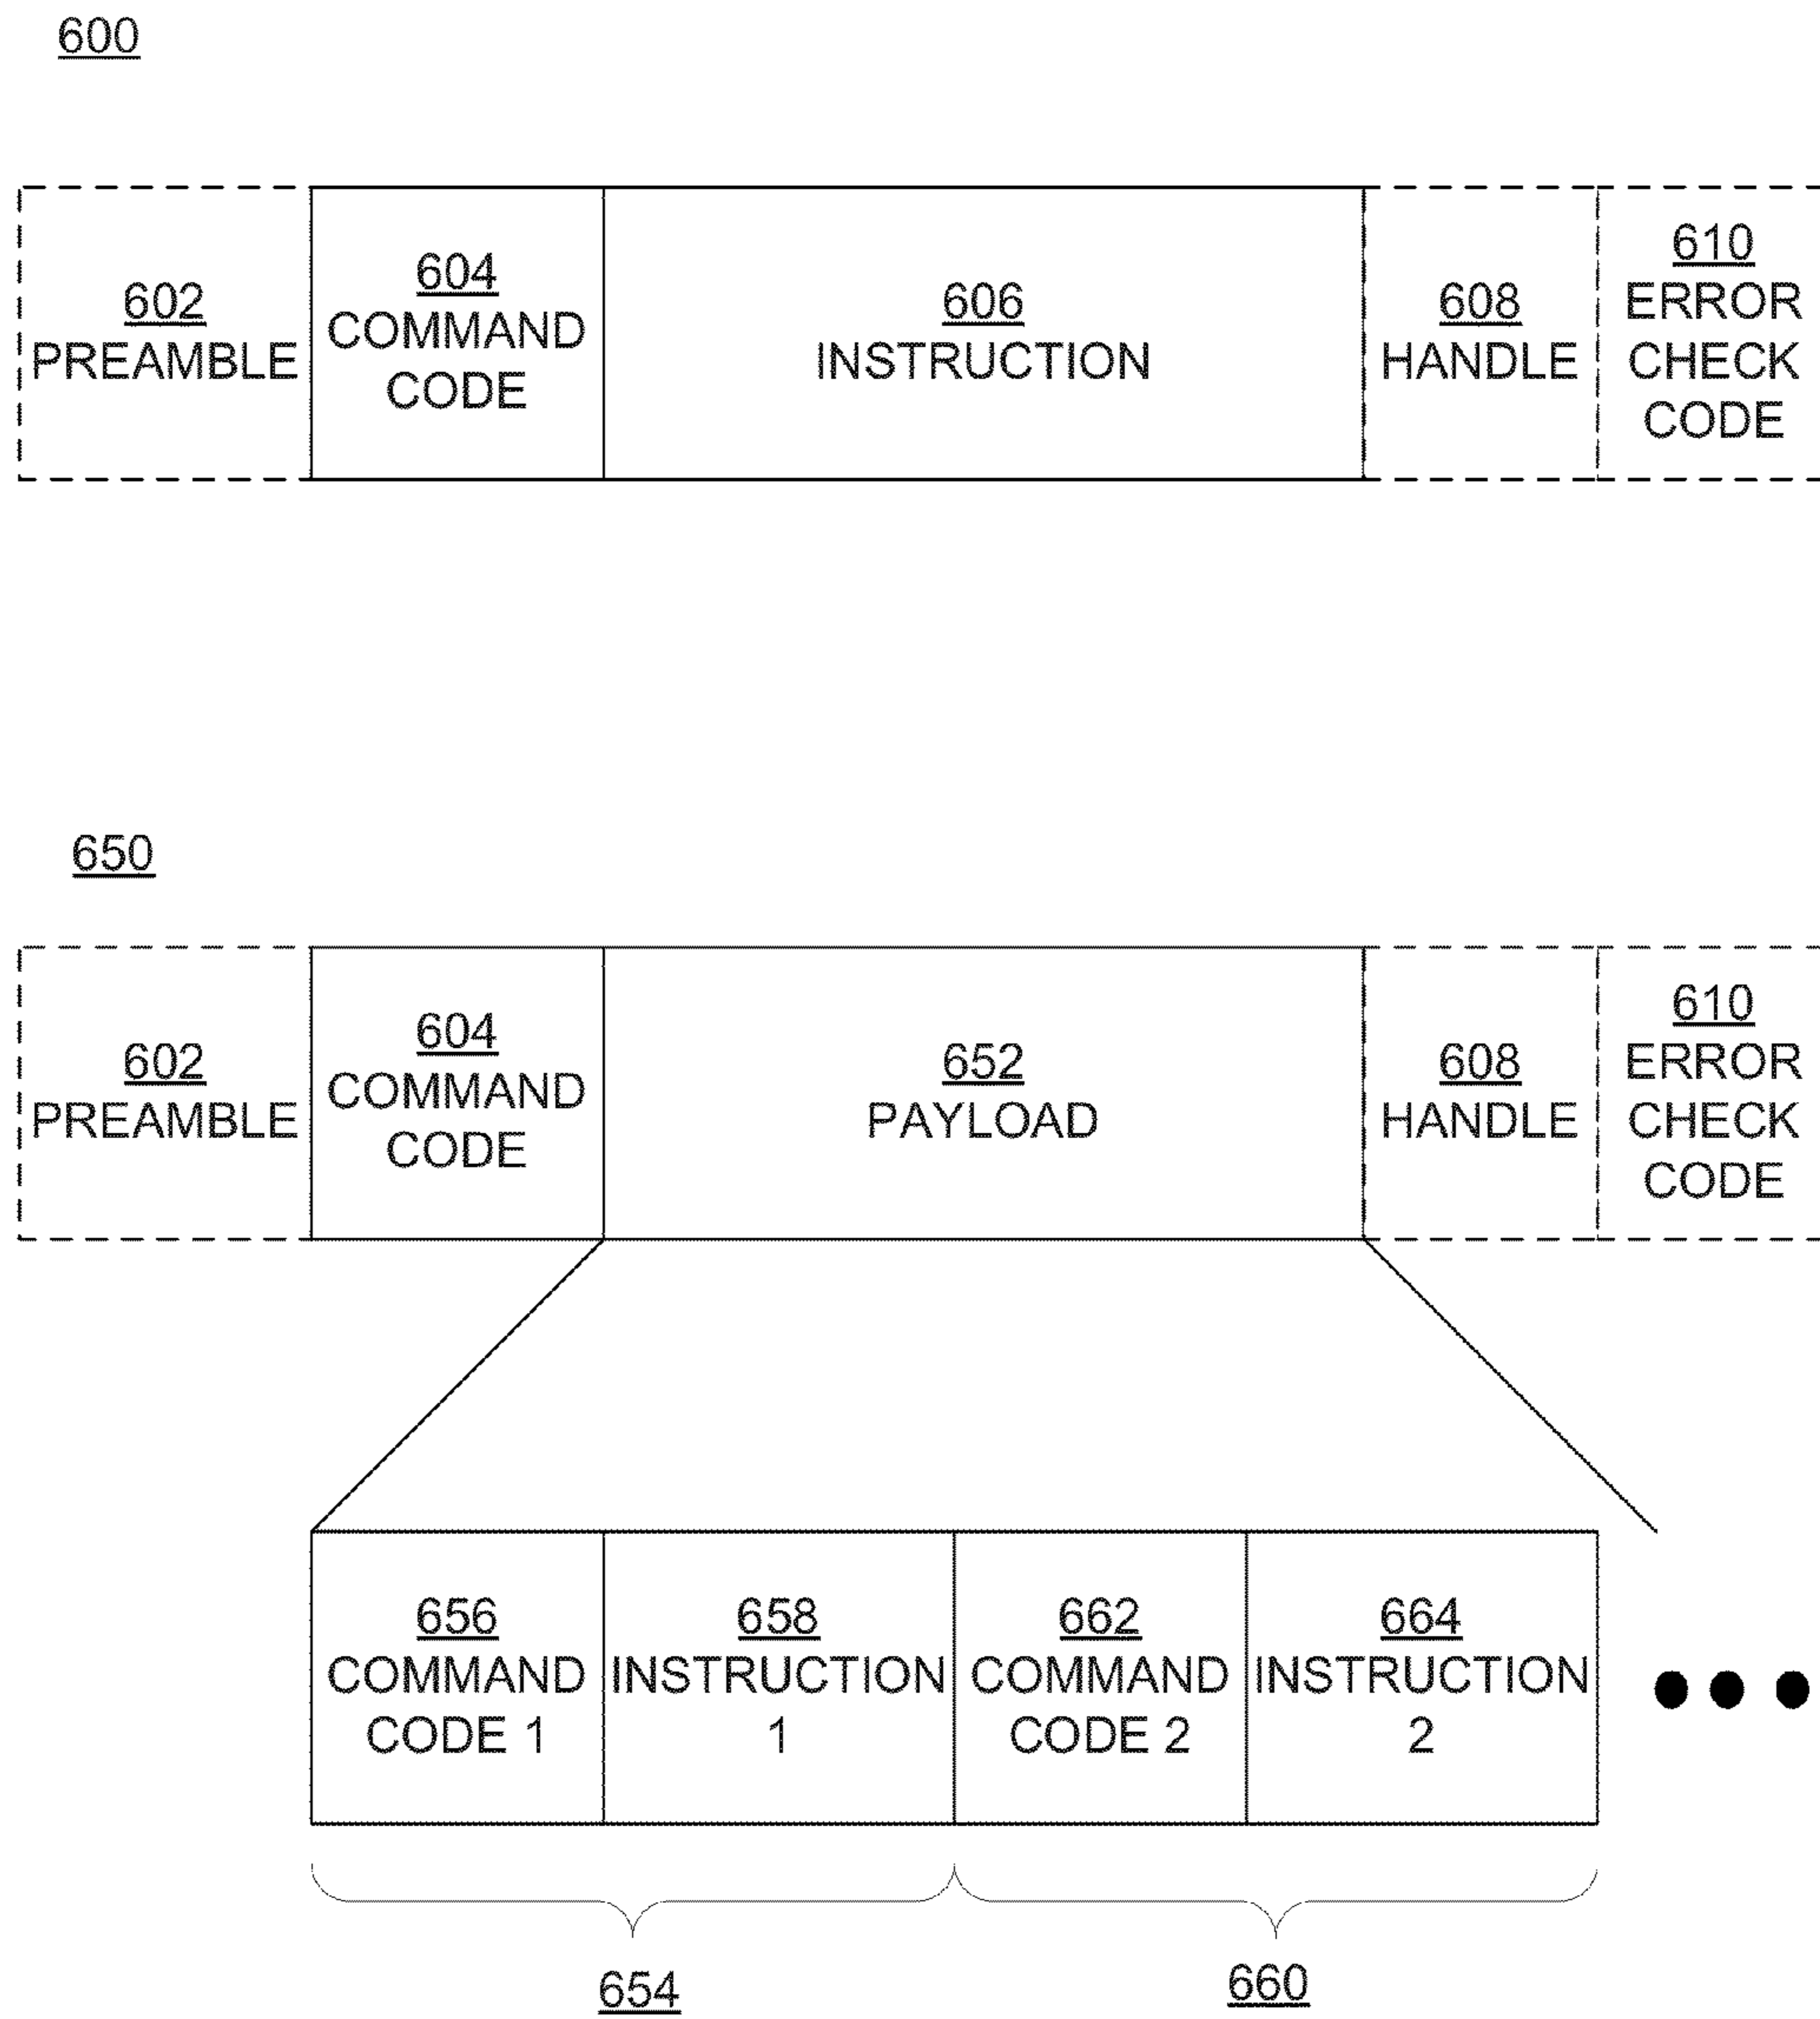 600
602
PREAMBLE
604
COMMAND
CODE
606
INSTRUCTION
608
HANDLE
610
ERROR
CHECK
CODE
650
602
PREAMBLE
604
COMMAND
CODE
652
PAYLOAD
608
HANDLE
610
ERROR
CHECK
CODE
656
COMMAND
CODE 1
658
INSTRUCTION
1
662
COMMAND
CODE 2
664
INSTRUCTION
2
654
660